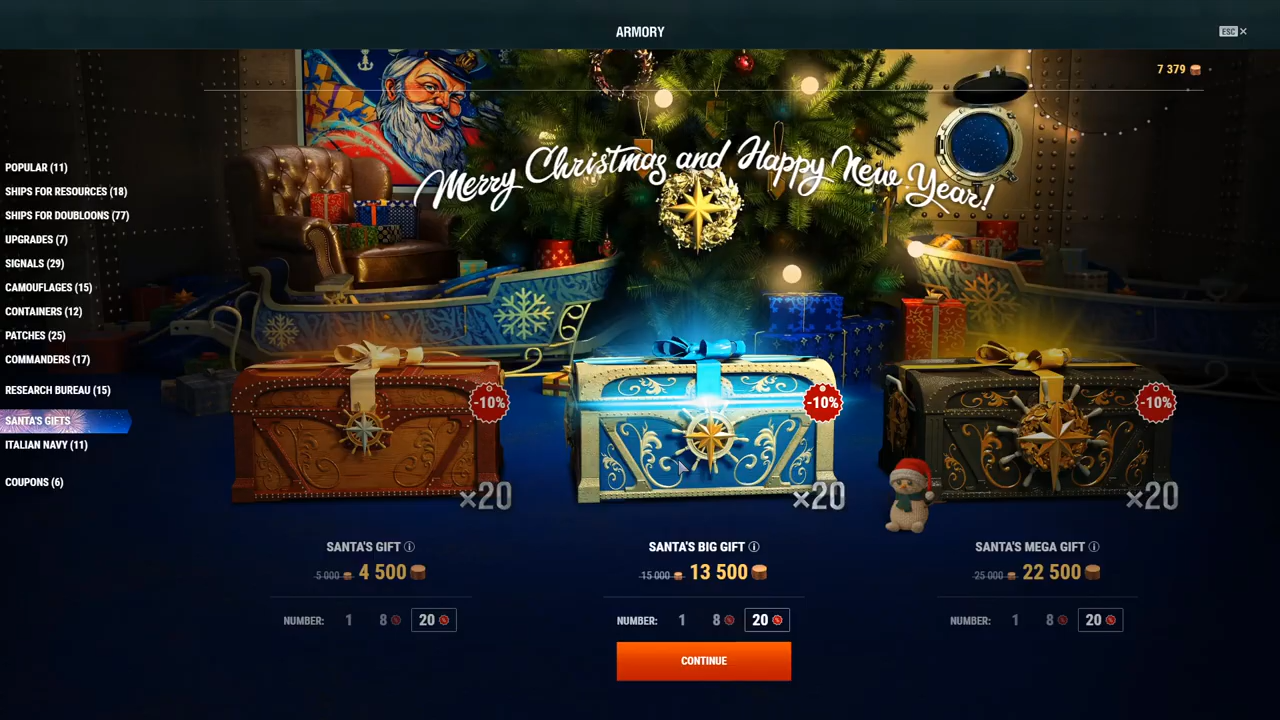 ARMORY
ESC ×
7 379
Merry Christmas and Happy New Year!
POPULAR (11)
SHIPS FOR RESOURCES (18)
SHIPS FOR DOUBLOONS (77)
UPGRADES (7)
SIGNALS (29)
CAMOUFLAGES (15)
CONTAINERS (12)
PATCHES (25)
COMMANDERS (17)
RESEARCH BUREAU (15)
SANTA'S GIFTS
ITALIAN NAVY (11)
COUPONS (6)
-10% -10% -10%
×20 ×20 ×20
SANTA'S GIFT SANTA'S BIG GIFT SANTA'S MEGA GIFT
5 000 4 500 15 000 13 500 25 000 22 500
NUMBER: 1 8 20 NUMBER: 1 8 20 NUMBER: 1 8 20
CONTINUE